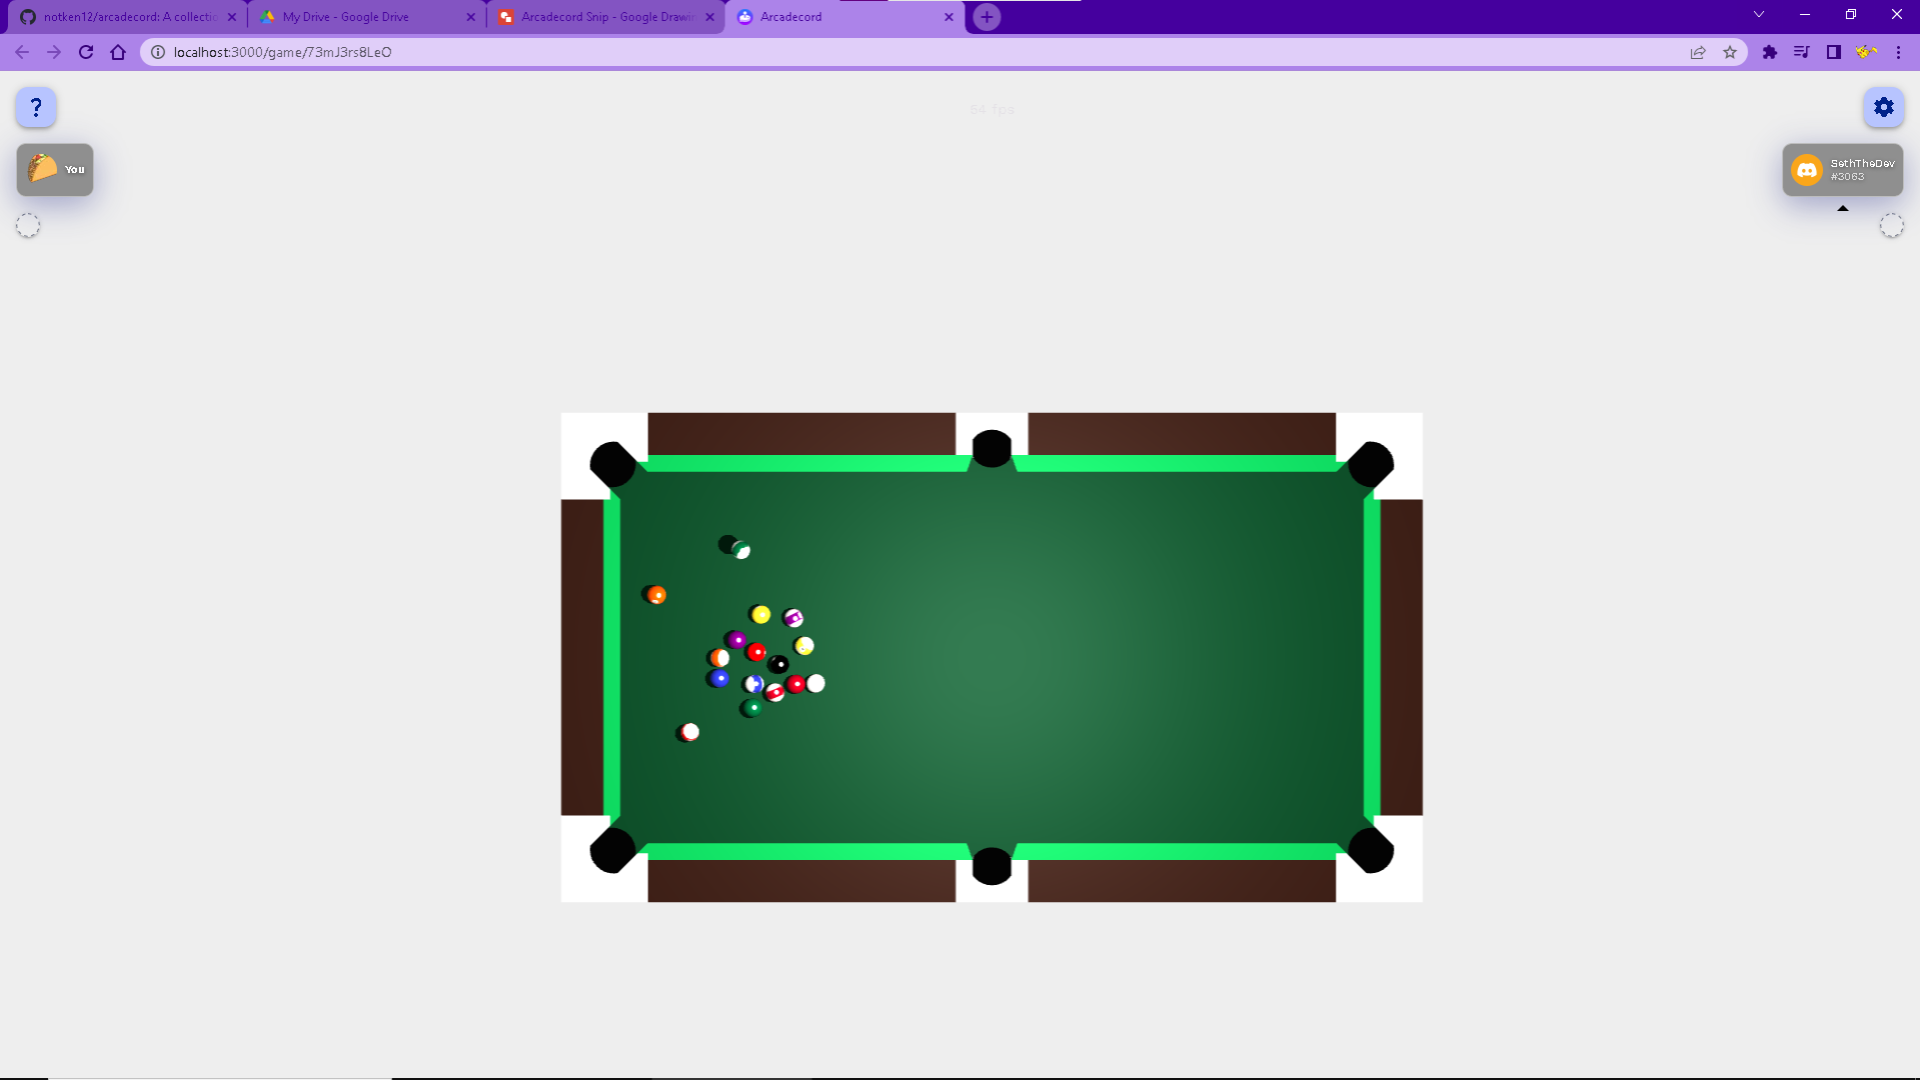 notken12/arcadecord: A collectio
My Drive - Google Drive
Arcadecord Snip - Google Drawin
Arcadecord
localhost:3000/game/73mJ3rs8LeO
?
54 fps
You
SethTheDev
#3063